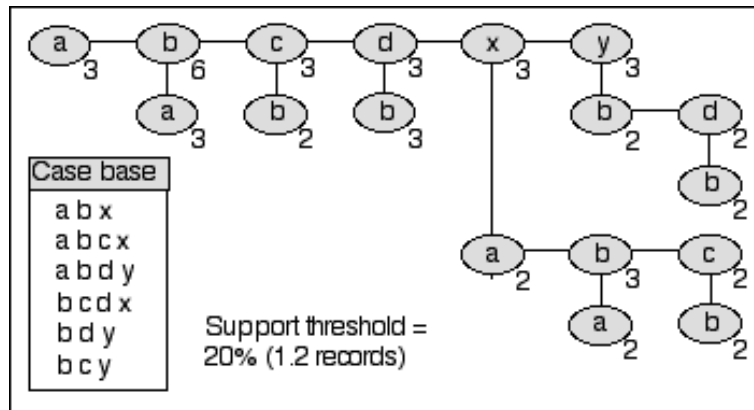 a b c d x y
3 6 3 3 3 3
a b b b d
3 2 3 2 2
b
2
Case base
a b x
a b c x
a b d y
b c d x
b d y
b c y
a b c
2 3 2
a b
2 2
Support threshold =
20% (1.2 records)